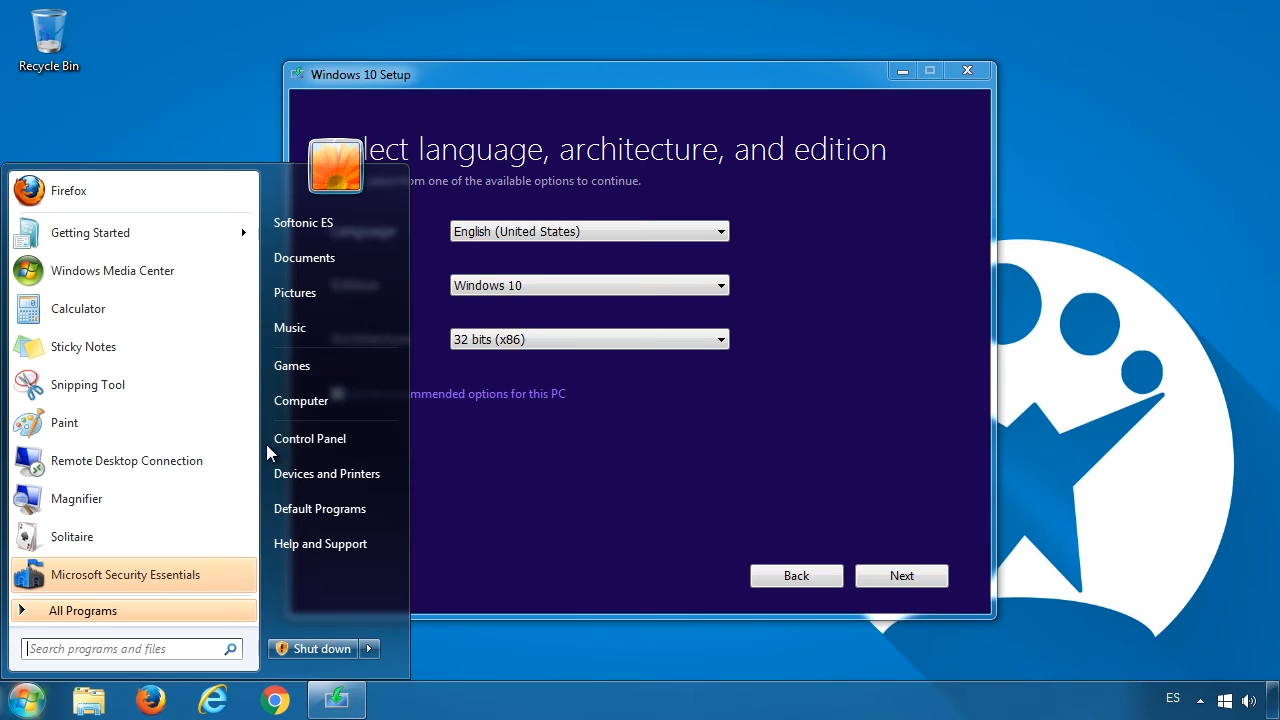 Recycle Bin
Windows 10 Setup
lect language, architecture, and edition
om one of the available options to continue.
Language
English (United States)
Edition
Windows 10
Architecture
32 bits (x86)
mmended options for this PC
Back
Next
Firefox
Getting Started
Windows Media Center
Calculator
Sticky Notes
Snipping Tool
Paint
Remote Desktop Connection
Magnifier
Solitaire
Microsoft Security Essentials
All Programs
Search programs and files
Softonic ES
Documents
Pictures
Music
Games
Computer
Control Panel
Devices and Printers
Default Programs
Help and Support
Shut down
ES